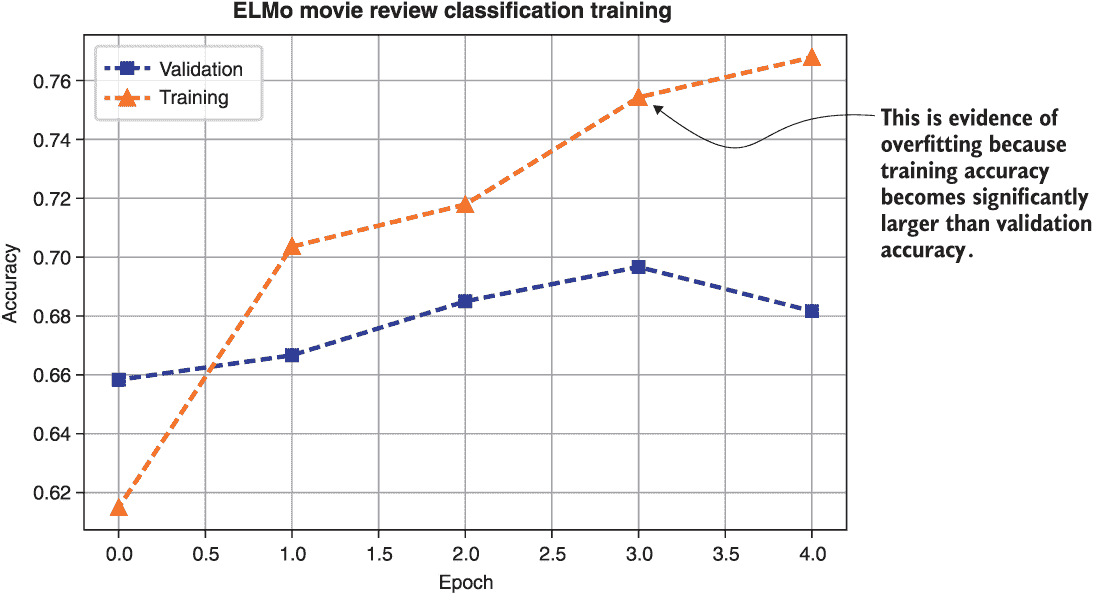 ELMo movie review classification training
Validation
Training
0.76
0.74
0.72
0.70
0.68
0.66
0.64
0.62
Accuracy
0.0 0.5 1.0 1.5 2.0 2.5 3.0 3.5 4.0
Epoch
This is evidence of
overfitting because
training accuracy
becomes significantly
larger than validation
accuracy.